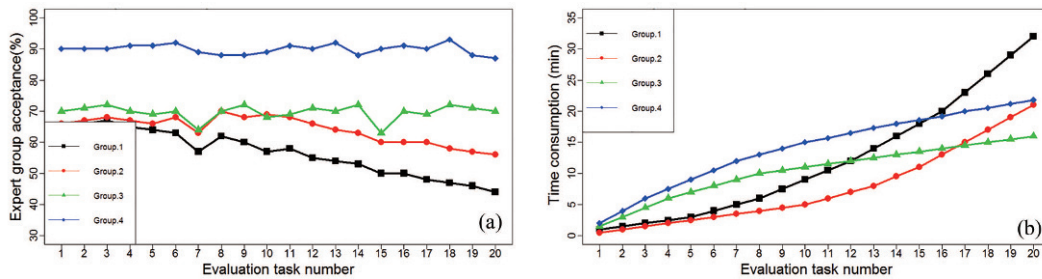 Expert group acceptance(%)
100
90
80
70
60
50
40
30
Group.1
Group.2
Group.3
Group.4
(a)
1 2 3 4 5 6 7 8 9 10 11 12 13 14 15 16 17 18 19 20
Evaluation task number
Time consumption (min)
35
30
25
20
15
10
5
0
Group.1
Group.2
Group.3
Group.4
(b)
1 2 3 4 5 6 7 8 9 10 11 12 13 14 15 16 17 18 19 20
Evaluation task number